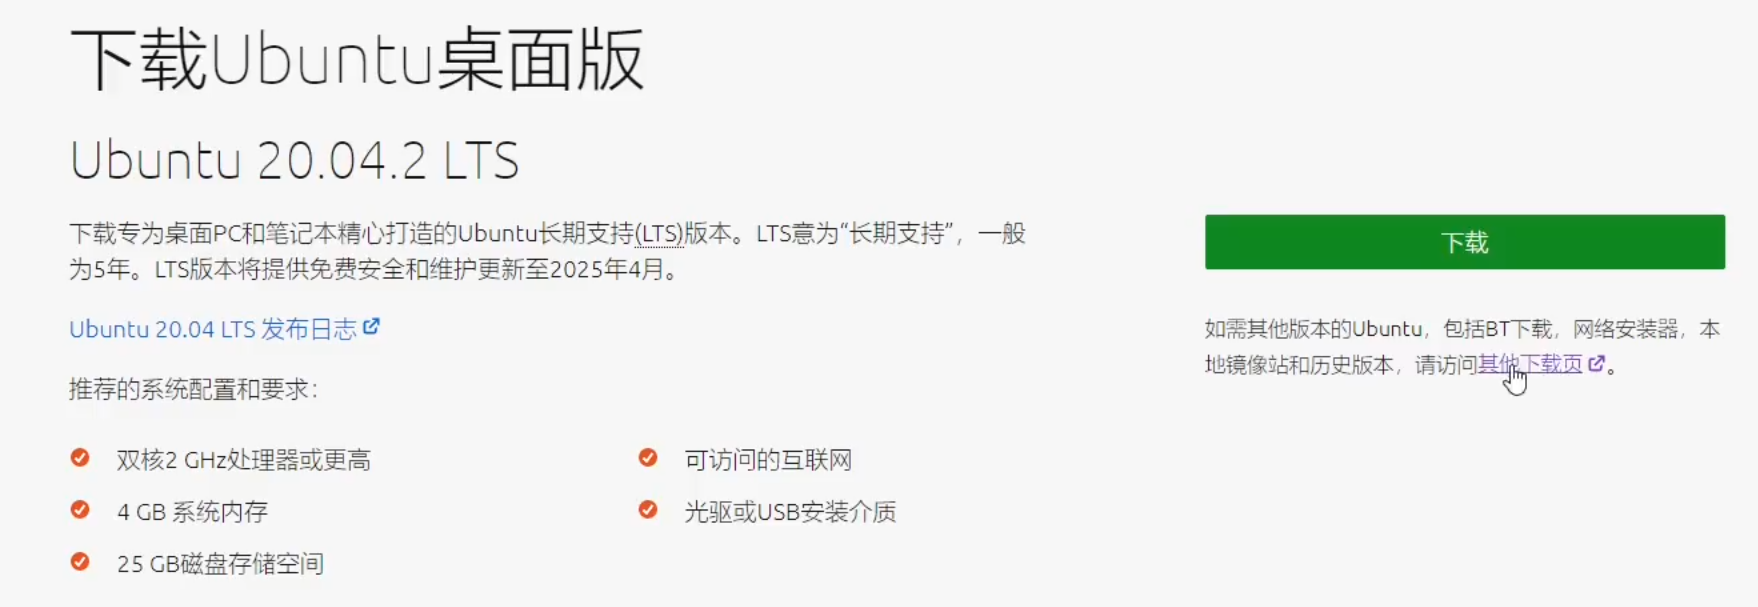 下载Ubuntu桌面版
Ubuntu 20.04.2 LTS
下载专为桌面PC和笔记本精心打造的Ubuntu长期支持(LTS)版本。LTS意为“长期支持”，一般
为5年。LTS版本将提供免费安全和维护更新至2025年4月。
Ubuntu 20.04 LTS 发布日志
推荐的系统配置和要求：
双核2 GHz处理器或更高
4 GB 系统内存
25 GB磁盘存储空间
可访问的互联网
光驱或USB安装介质
下载
如需其他版本的Ubuntu，包括BT下载，网络安装器，本
地镜像站和历史版本，请访问其他下载页。